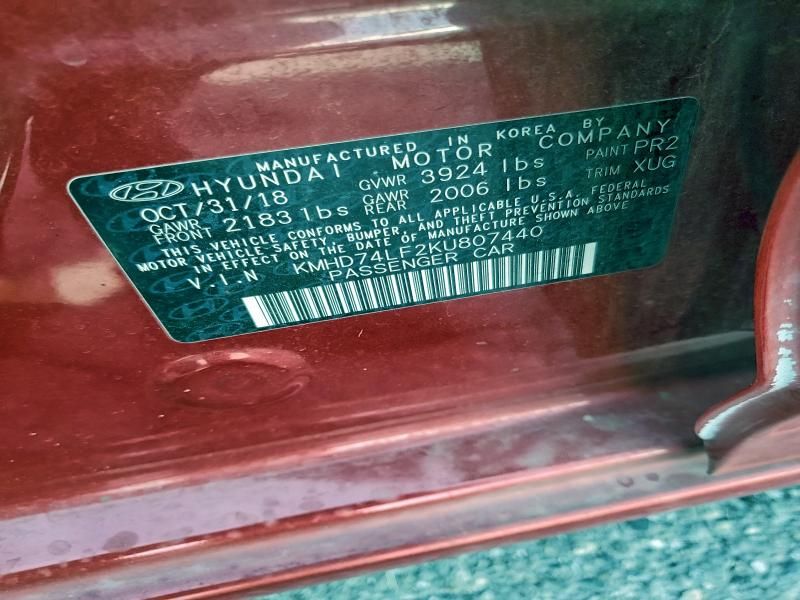 MANUFACTURED IN KOREA BY
HYUNDAI MOTOR COMPANY
OCT/31/18 GVWR 3924 lbs PAINT PR2
GAWR FRONT 2183 lbs GAWR REAR 2006 lbs TRIM XUG
THIS VEHICLE CONFORMS TO ALL APPLICABLE U.S.A. FEDERAL
MOTOR VEHICLE SAFETY, BUMPER, AND THEFT PREVENTION STANDARDS
IN EFFECT ON THE DATE OF MANUFACTURE SHOWN ABOVE
V.I.N KMHD74LF2KU807440
PASSENGER CAR